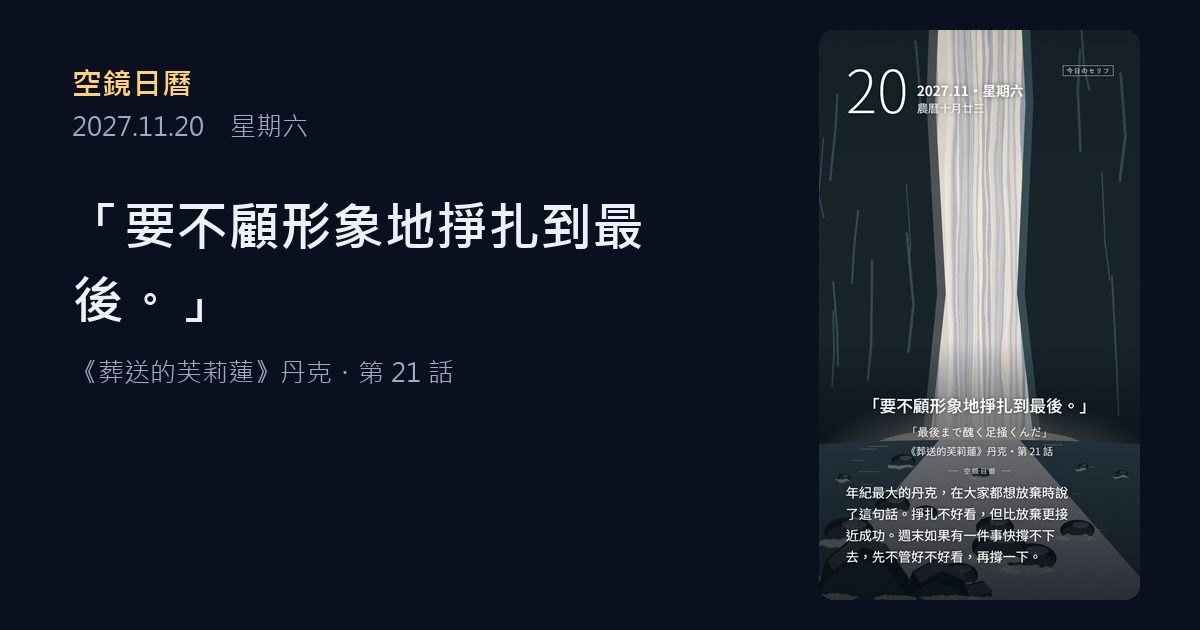 空鏡日曆
2027.11.20 星期六
「要不顧形象地掙扎到最
後。」
《葬送的芙莉蓮》丹克・第 21 話
20
2027.11・星期六
農曆十月廿三
今日のセリフ
「要不顧形象地掙扎到最後。」
「最後まで醜く足掻くんだ」
《葬送的芙莉蓮》丹克・第 21 話
— 空鏡日曆 —
年紀最大的丹克，在大家都想放棄時說
了這句話。掙扎不好看，但比放棄更接
近成功。週末如果有一件事快撐不下
去，先不管好不好看，再撐一下。